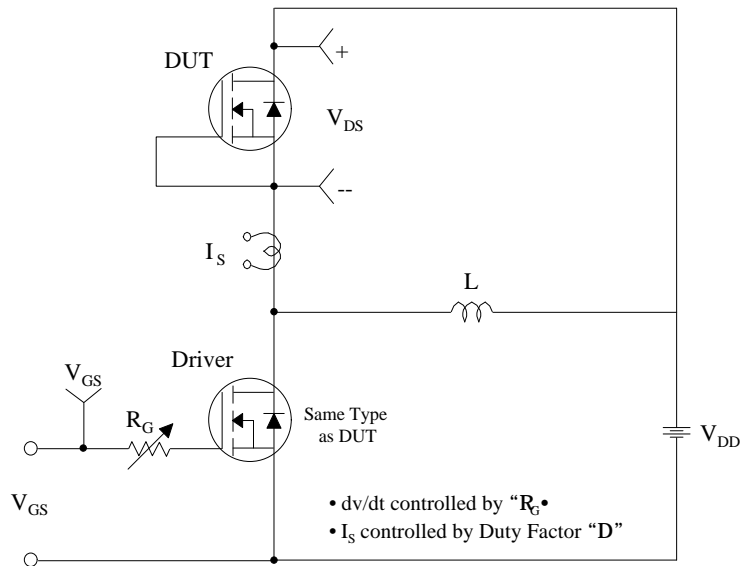 DUT
+
V_DS
--
I_S
L
Driver
V_GS
R_G
Same Type
as DUT
V_DD
V_GS
• dv/dt controlled by “R_G•
• I_S controlled by Duty Factor “D”